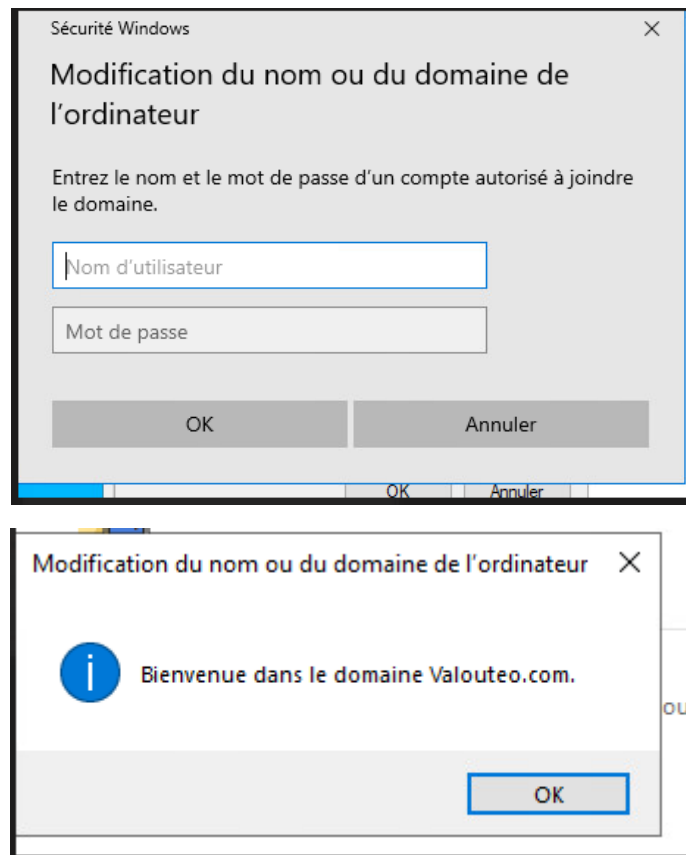 Sécurité Windows
Modification du nom ou du domaine de
l'ordinateur
Entrez le nom et le mot de passe d'un compte autorisé à joindre
le domaine.
Nom d'utilisateur
Mot de passe
OK Annuler
OK Annuler
Modification du nom ou du domaine de l'ordinateur
Bienvenue dans le domaine Valouteo.com.
ou
OK